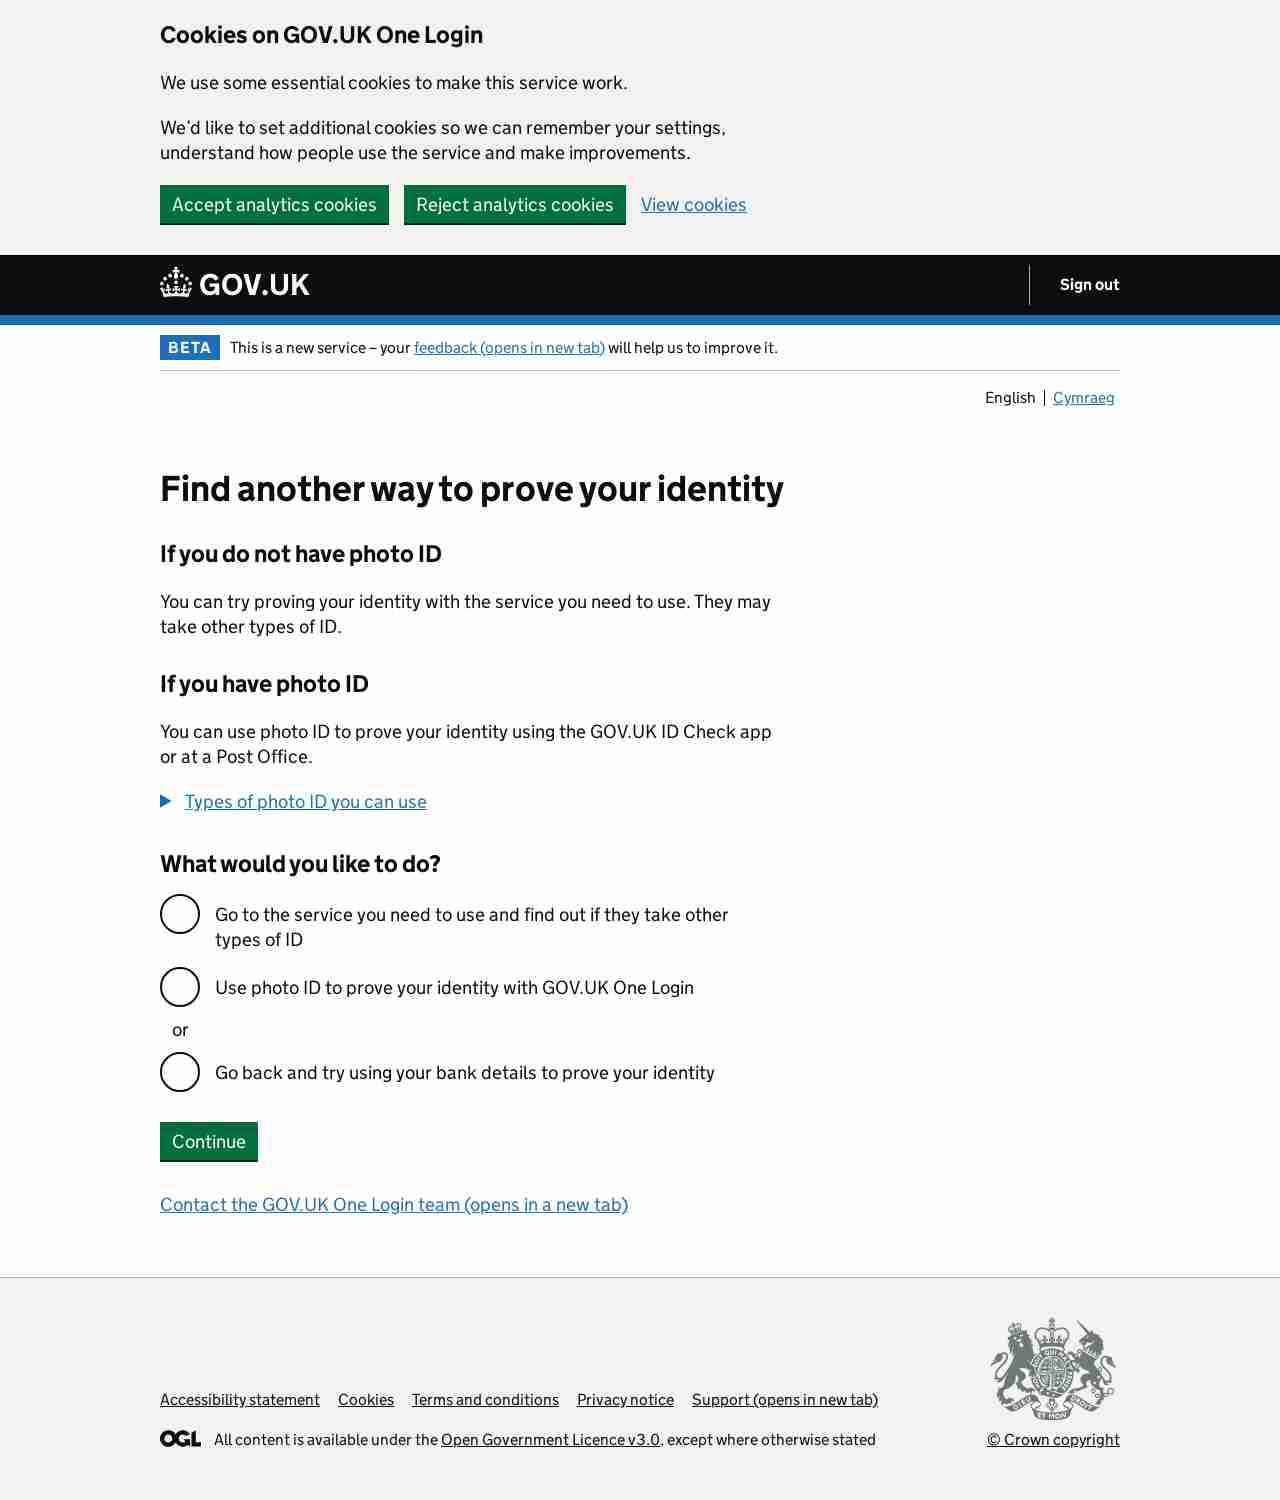 Cookies on GOV.UK One Login
We use some essential cookies to make this service work.
We’d like to set additional cookies so we can remember your settings,
understand how people use the service and make improvements.
Accept analytics cookies
Reject analytics cookies
View cookies
GOV.UK
Sign out
BETA
This is a new service – your feedback (opens in new tab) will help us to improve it.
English
Cymraeg
Find another way to prove your identity
If you do not have photo ID
You can try proving your identity with the service you need to use. They may
take other types of ID.
If you have photo ID
You can use photo ID to prove your identity using the GOV.UK ID Check app
or at a Post Office.
Types of photo ID you can use
What would you like to do?
Go to the service you need to use and find out if they take other
types of ID
Use photo ID to prove your identity with GOV.UK One Login
or
Go back and try using your bank details to prove your identity
Continue
Contact the GOV.UK One Login team (opens in a new tab)
Accessibility statement
Cookies
Terms and conditions
Privacy notice
Support (opens in new tab)
OGL
All content is available under the Open Government Licence v3.0, except where otherwise stated
© Crown copyright